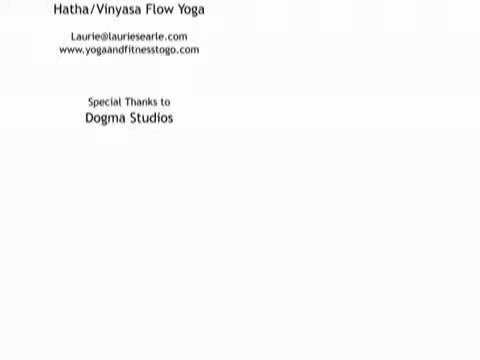 Hatha/Vinyasa Flow Yoga
Laurie@lauriesearle.com
www.yogaandfitnesstogo.com
Special Thanks to
Dogma Studios